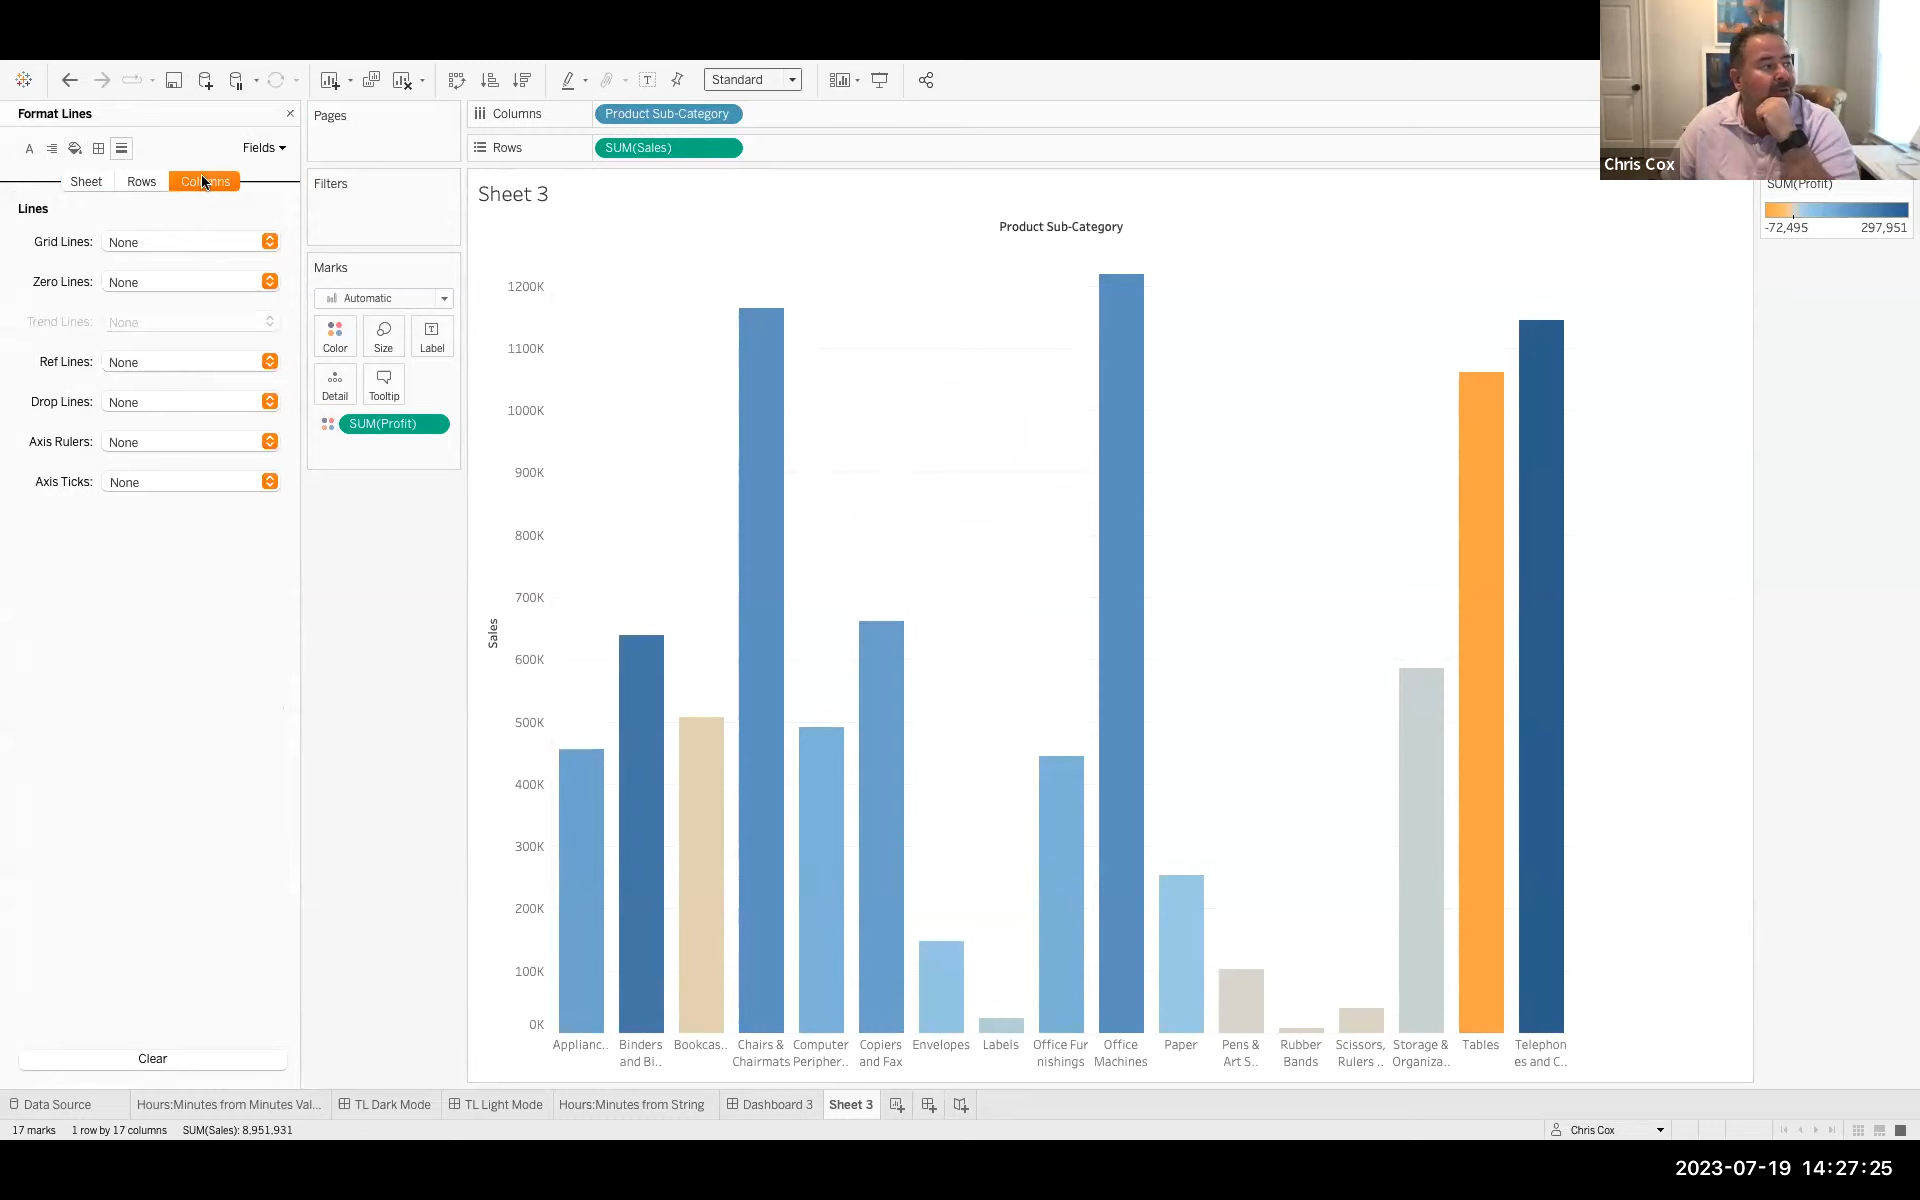 Standard
Chris Cox
Format Lines
Fields
Sheet
Rows
Columns
Lines
Grid Lines: None
Zero Lines: None
Trend Lines: None
Ref Lines: None
Drop Lines: None
Axis Rulers: None
Axis Ticks: None
Clear
Pages
Filters
Marks
Automatic
Color
Size
Label
Detail
Tooltip
SUM(Profit)
Columns
Product Sub-Category
Rows
SUM(Sales)
Sheet 3
Product Sub-Category
Sales
1200K
1100K
1000K
900K
800K
700K
600K
500K
400K
300K
200K
100K
0K
Applianc..
Binders
and Bi..
Bookcas..
Chairs &
Chairmats
Computer
Peripher..
Copiers
and Fax
Envelopes
Labels
Office Fur
nishings
Office
Machines
Paper
Pens &
Art S..
Rubber
Bands
Scissors,
Rulers ..
Storage &
Organiza..
Tables
Telephon
es and C..
SUM(Profit)
-72,495
297,951
Data Source
Hours:Minutes from Minutes Val...
TL Dark Mode
TL Light Mode
Hours:Minutes from String
Dashboard 3
Sheet 3
17 marks
1 row by 17 columns
SUM(Sales): 8,951,931
Chris Cox
2023-07-19 14:27:25